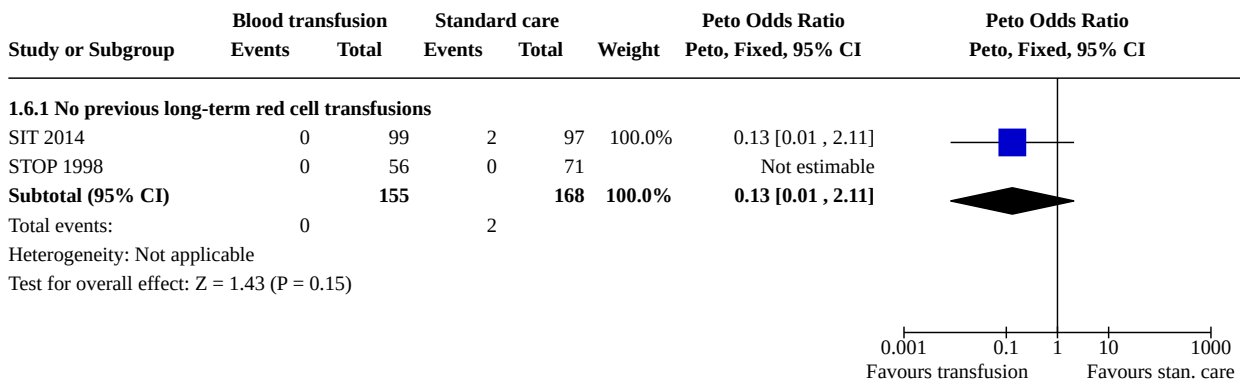 Blood transfusion Standard care Peto Odds Ratio Peto Odds Ratio
Study or Subgroup Events Total Events Total Weight Peto, Fixed, 95% CI Peto, Fixed, 95% CI
1.6.1 No previous long-term red cell transfusions
SIT 2014 0 99 2 97 100.0% 0.13 [0.01 , 2.11]
STOP 1998 0 56 0 71 Not estimable
Subtotal (95% CI) 155 168 100.0% 0.13 [0.01 , 2.11]
Total events: 0 2
Heterogeneity: Not applicable
Test for overall effect: Z = 1.43 (P = 0.15)
0.001 0.1 1 10 1000
Favours transfusion Favours stan. care